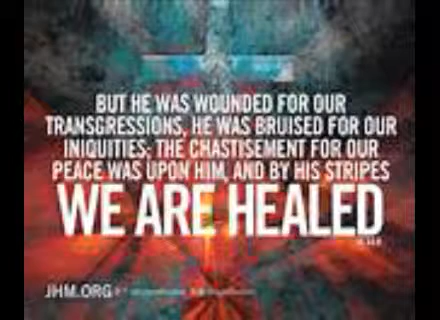 BUT HE WAS WOUNDED FOR OUR
TRANSGRESSIONS, HE WAS BRUISED FOR OUR
INIQUITIES; THE CHASTISEMENT FOR OUR
PEACE WAS UPON HIM, AND BY HIS STRIPES
WE ARE HEALED
JHM.ORG